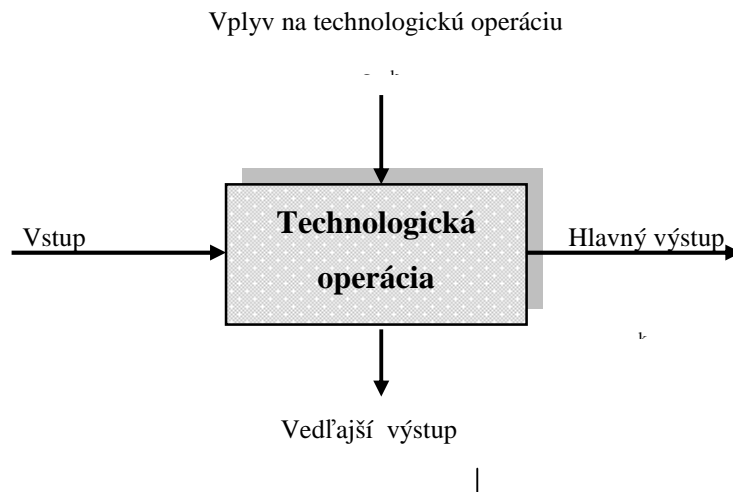 Vplyv na technologickú operáciu
Vstup
Technologická
operácia
Hlavný výstup
Vedľajší  výstup